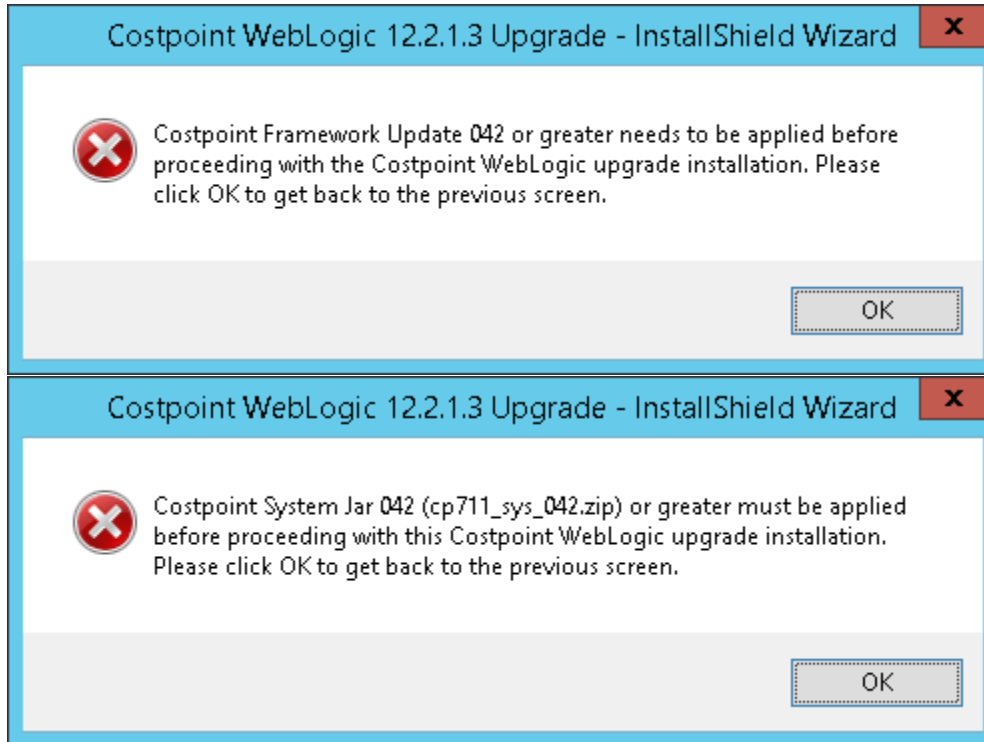 Costpoint WebLogic 12.2.1.3 Upgrade - InstallShield Wizard
x
Costpoint Framework Update 042 or greater needs to be applied before
proceeding with the Costpoint WebLogic upgrade installation. Please
click OK to get back to the previous screen.
OK
Costpoint WebLogic 12.2.1.3 Upgrade - InstallShield Wizard
x
Costpoint System Jar 042 (cp711_sys_042.zip) or greater must be applied
before proceeding with this Costpoint WebLogic upgrade installation.
Please click OK to get back to the previous screen.
OK